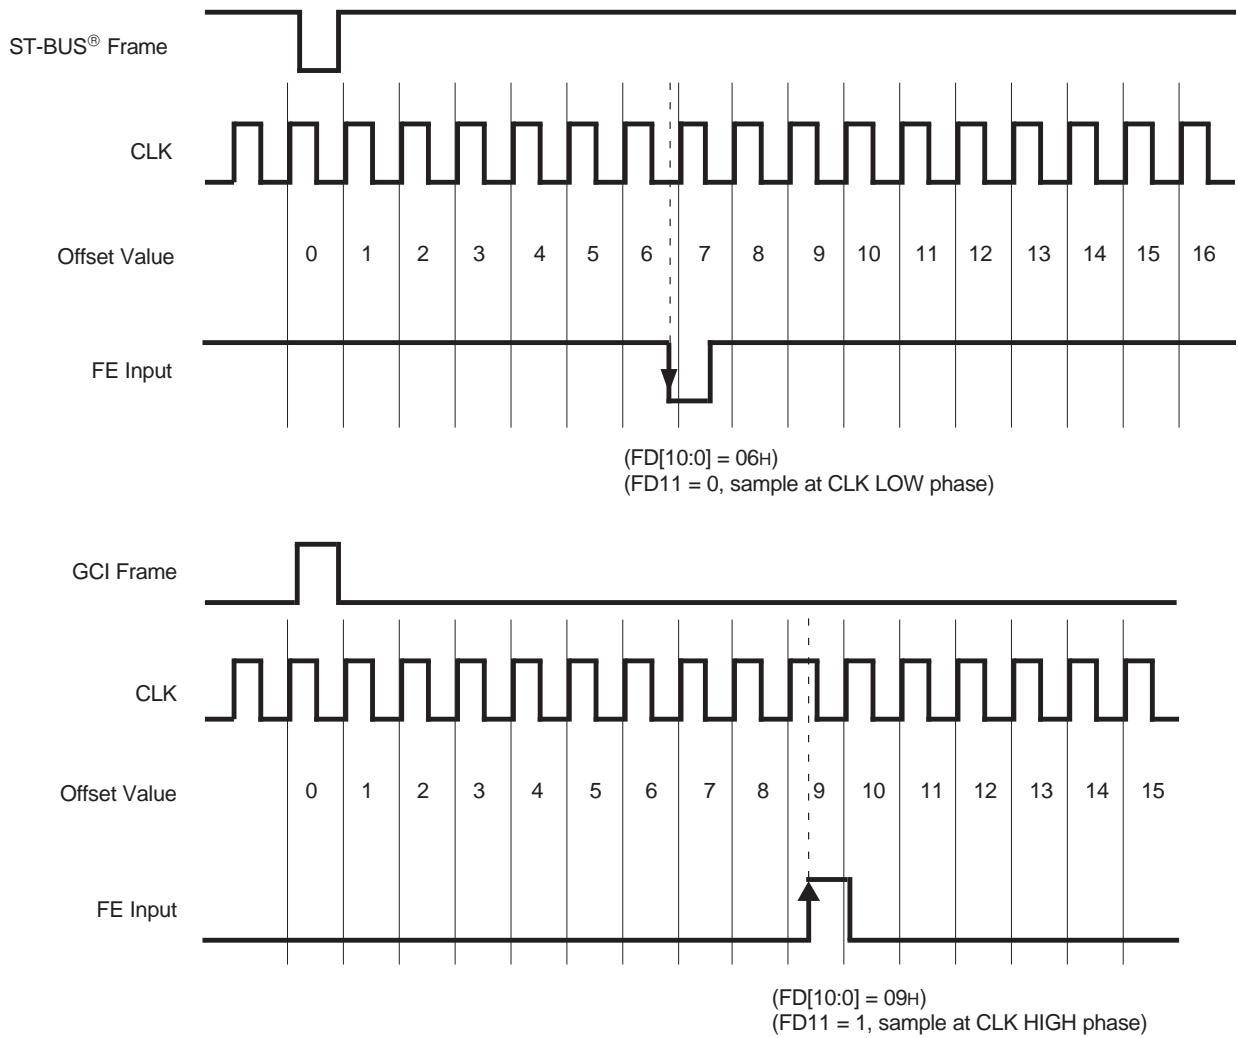 ST-BUS® Frame
CLK
Offset Value 0 1 2 3 4 5 6 7 8 9 10 11 12 13 14 15 16
FE Input
(FD[10:0] = 06H)
(FD11 = 0, sample at CLK LOW phase)
GCI Frame
CLK
Offset Value 0 1 2 3 4 5 6 7 8 9 10 11 12 13 14 15
FE Input
(FD[10:0] = 09H)
(FD11 = 1, sample at CLK HIGH phase)